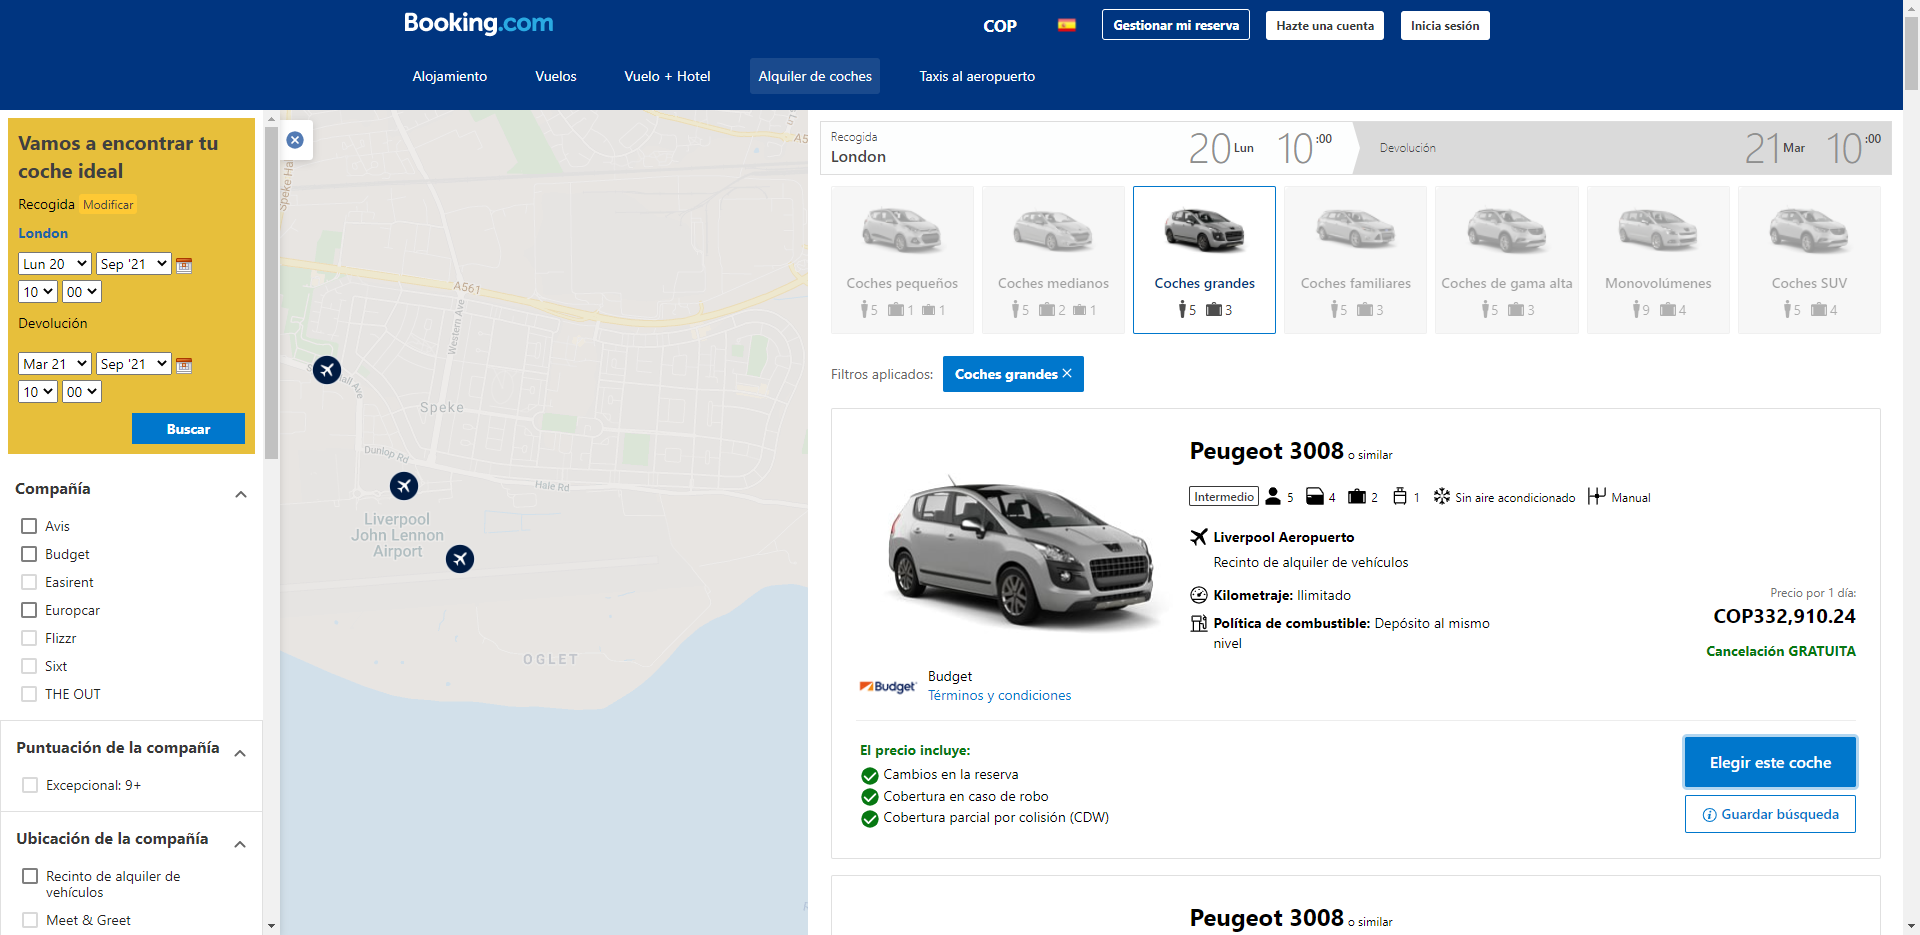 Booking.com
COP
Gestionar mi reserva
Hazte una cuenta
Inicia sesión
Alojamiento
Vuelos
Vuelo + Hotel
Alquiler de coches
Taxis al aeropuerto
Vamos a encontrar tu
coche ideal
Recogida Modificar
London
Lun 20 Sep '21
10 00
Devolución
Mar 21 Sep '21
10 00
Buscar
Compañía
Avis
Budget
Easirent
Europcar
Flizzr
Sixt
THE OUT
Puntuación de la compañía
Excepcional: 9+
Ubicación de la compañía
Recinto de alquiler de
vehículos
Meet & Greet
A561
Western Ave
Speke
Dunlop Rd
Hale Rd
Liverpool
John Lennon
Airport
OGLET
Recogida
London
20 Lun 10 :00
Devolución
21 Mar 10 :00
Coches pequeños
5 1 1
Coches medianos
5 2 1
Coches grandes
5 3
Coches familiares
5 3
Coches de gama alta
5 3
Monovolúmenes
9 4
Coches SUV
5 4
Filtros aplicados: Coches grandes
Peugeot 3008 o similar
Intermedio 5 4 2 1 Sin aire acondicionado Manual
Liverpool Aeropuerto
Recinto de alquiler de vehículos
Kilometraje: Ilimitado
Política de combustible: Depósito al mismo
nivel
Precio por 1 día:
COP332,910.24
Cancelación GRATUITA
Budget
Budget
Términos y condiciones
El precio incluye:
Cambios en la reserva
Cobertura en caso de robo
Cobertura parcial por colisión (CDW)
Elegir este coche
Guardar búsqueda
Peugeot 3008 o similar